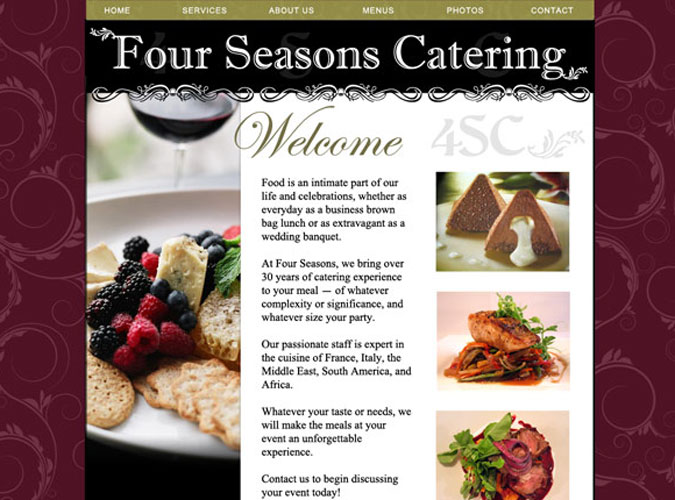 HOME SERVICES ABOUT US MENUS PHOTOS CONTACT
Four Seasons Catering
Welcome
4SC
Food is an intimate part of our
life and celebrations, whether as
everyday as a business brown
bag lunch or as extravagant as a
wedding banquet.
At Four Seasons, we bring over
30 years of catering experience
to your meal — of whatever
complexity or significance, and
whatever size your party.
Our passionate staff is expert in
the cuisine of France, Italy, the
Middle East, South America, and
Africa.
Whatever your taste or needs, we
will make the meals at your
event an unforgettable
experience.
Contact us to begin discussing
your event today!